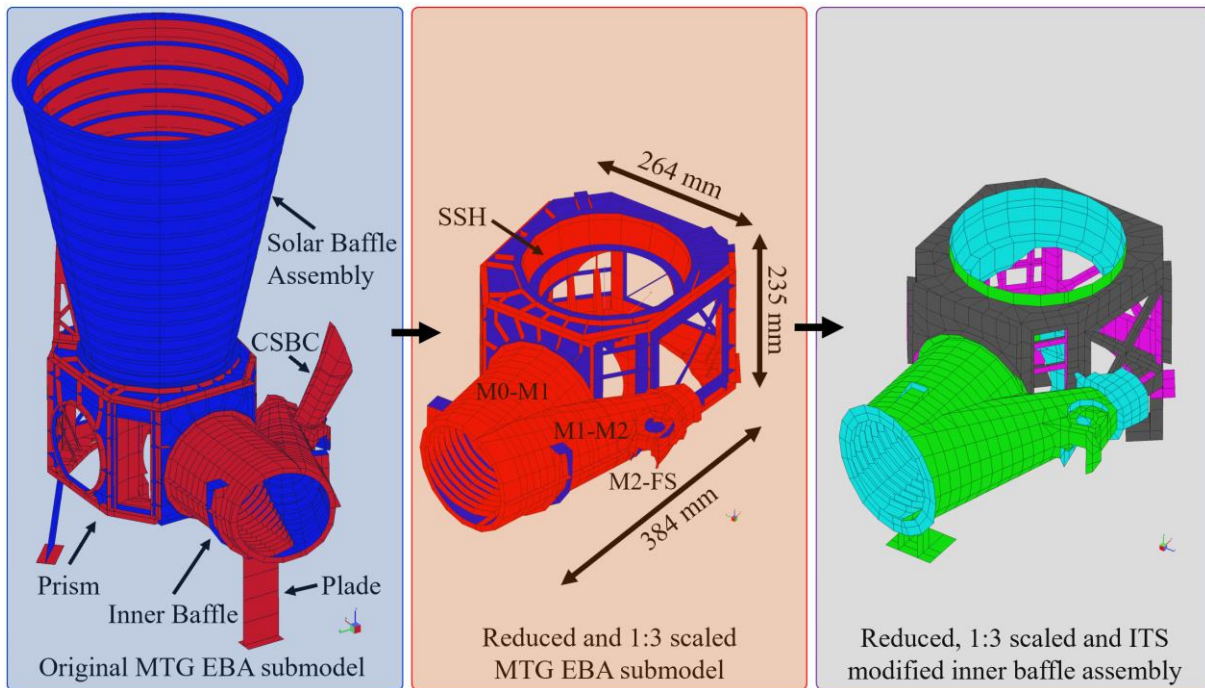 Solar Baffle
Assembly
CSBC
Prism
Inner Baffle
Plade
Original MTG EBA submodel
264 mm
SSH
235 mm
M0-M1
M1-M2
M2-FS
384 mm
Reduced and 1:3 scaled
MTG EBA submodel
Reduced, 1:3 scaled and ITS
modified inner baffle assembly